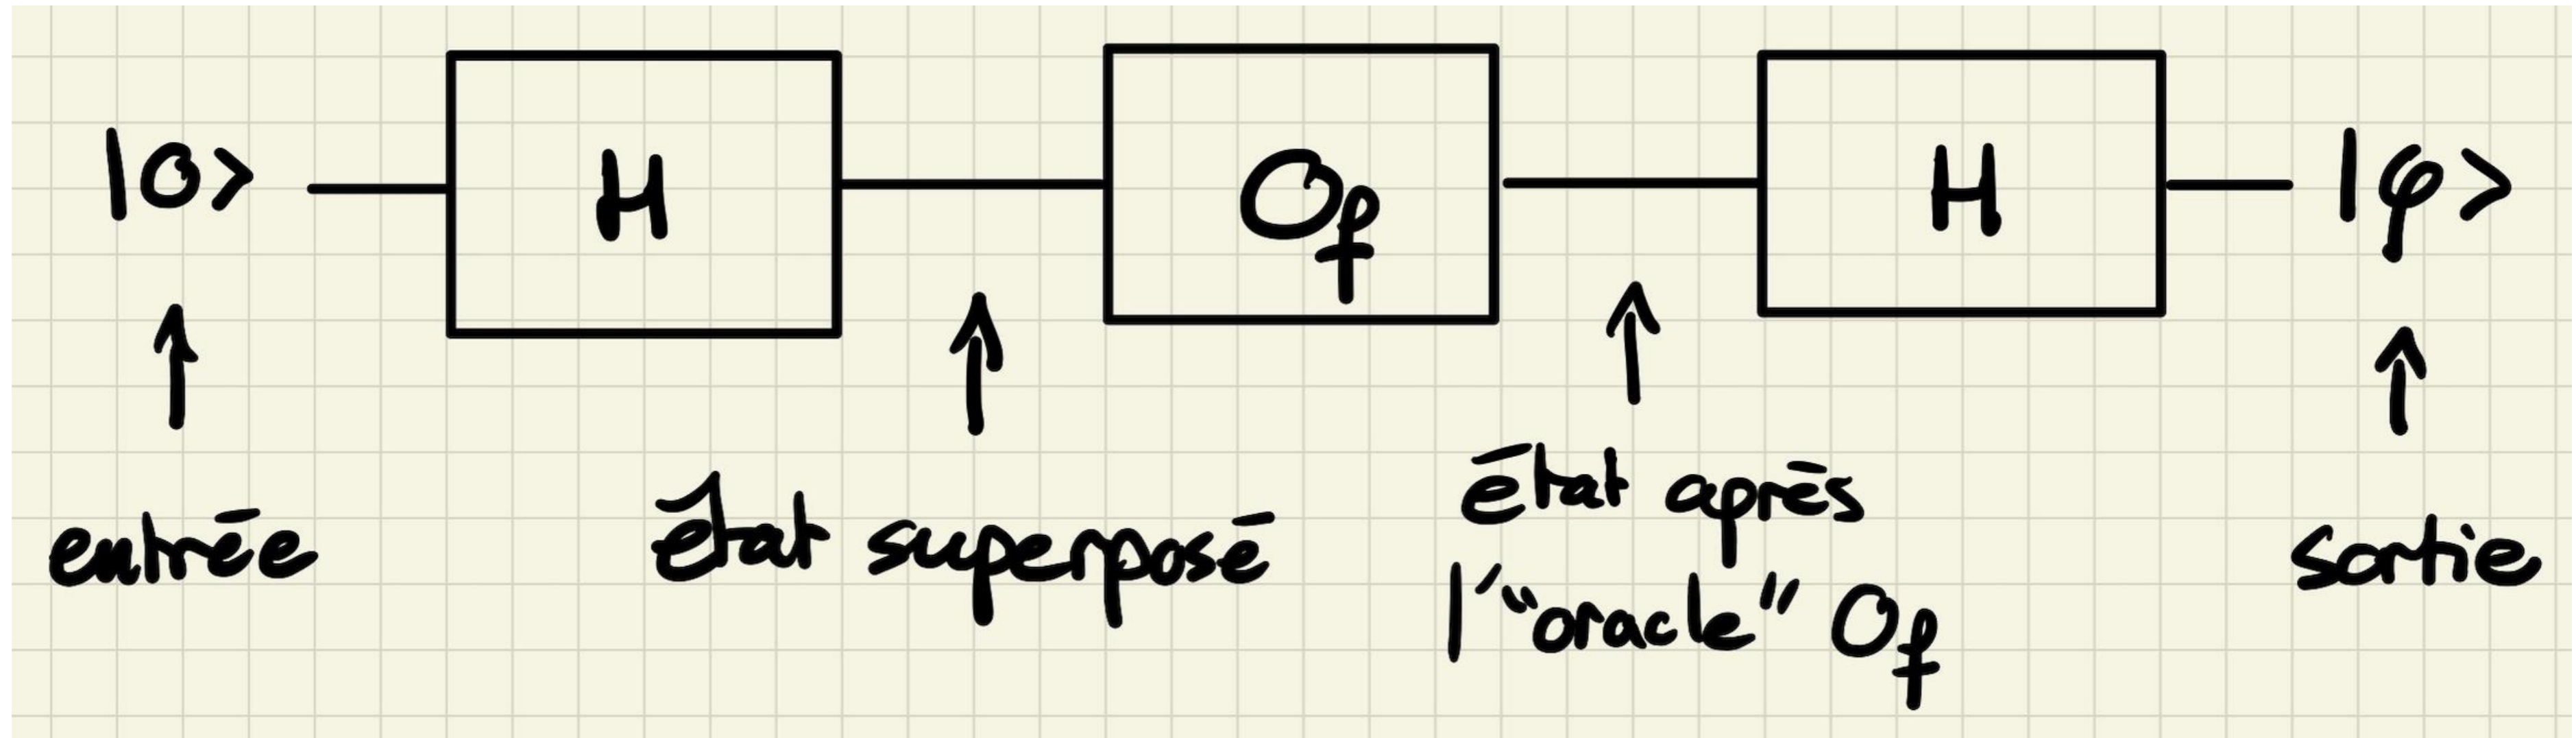 |0> H Of H |φ>
entrée
état superposé
état après
l'"oracle" Of
sortie